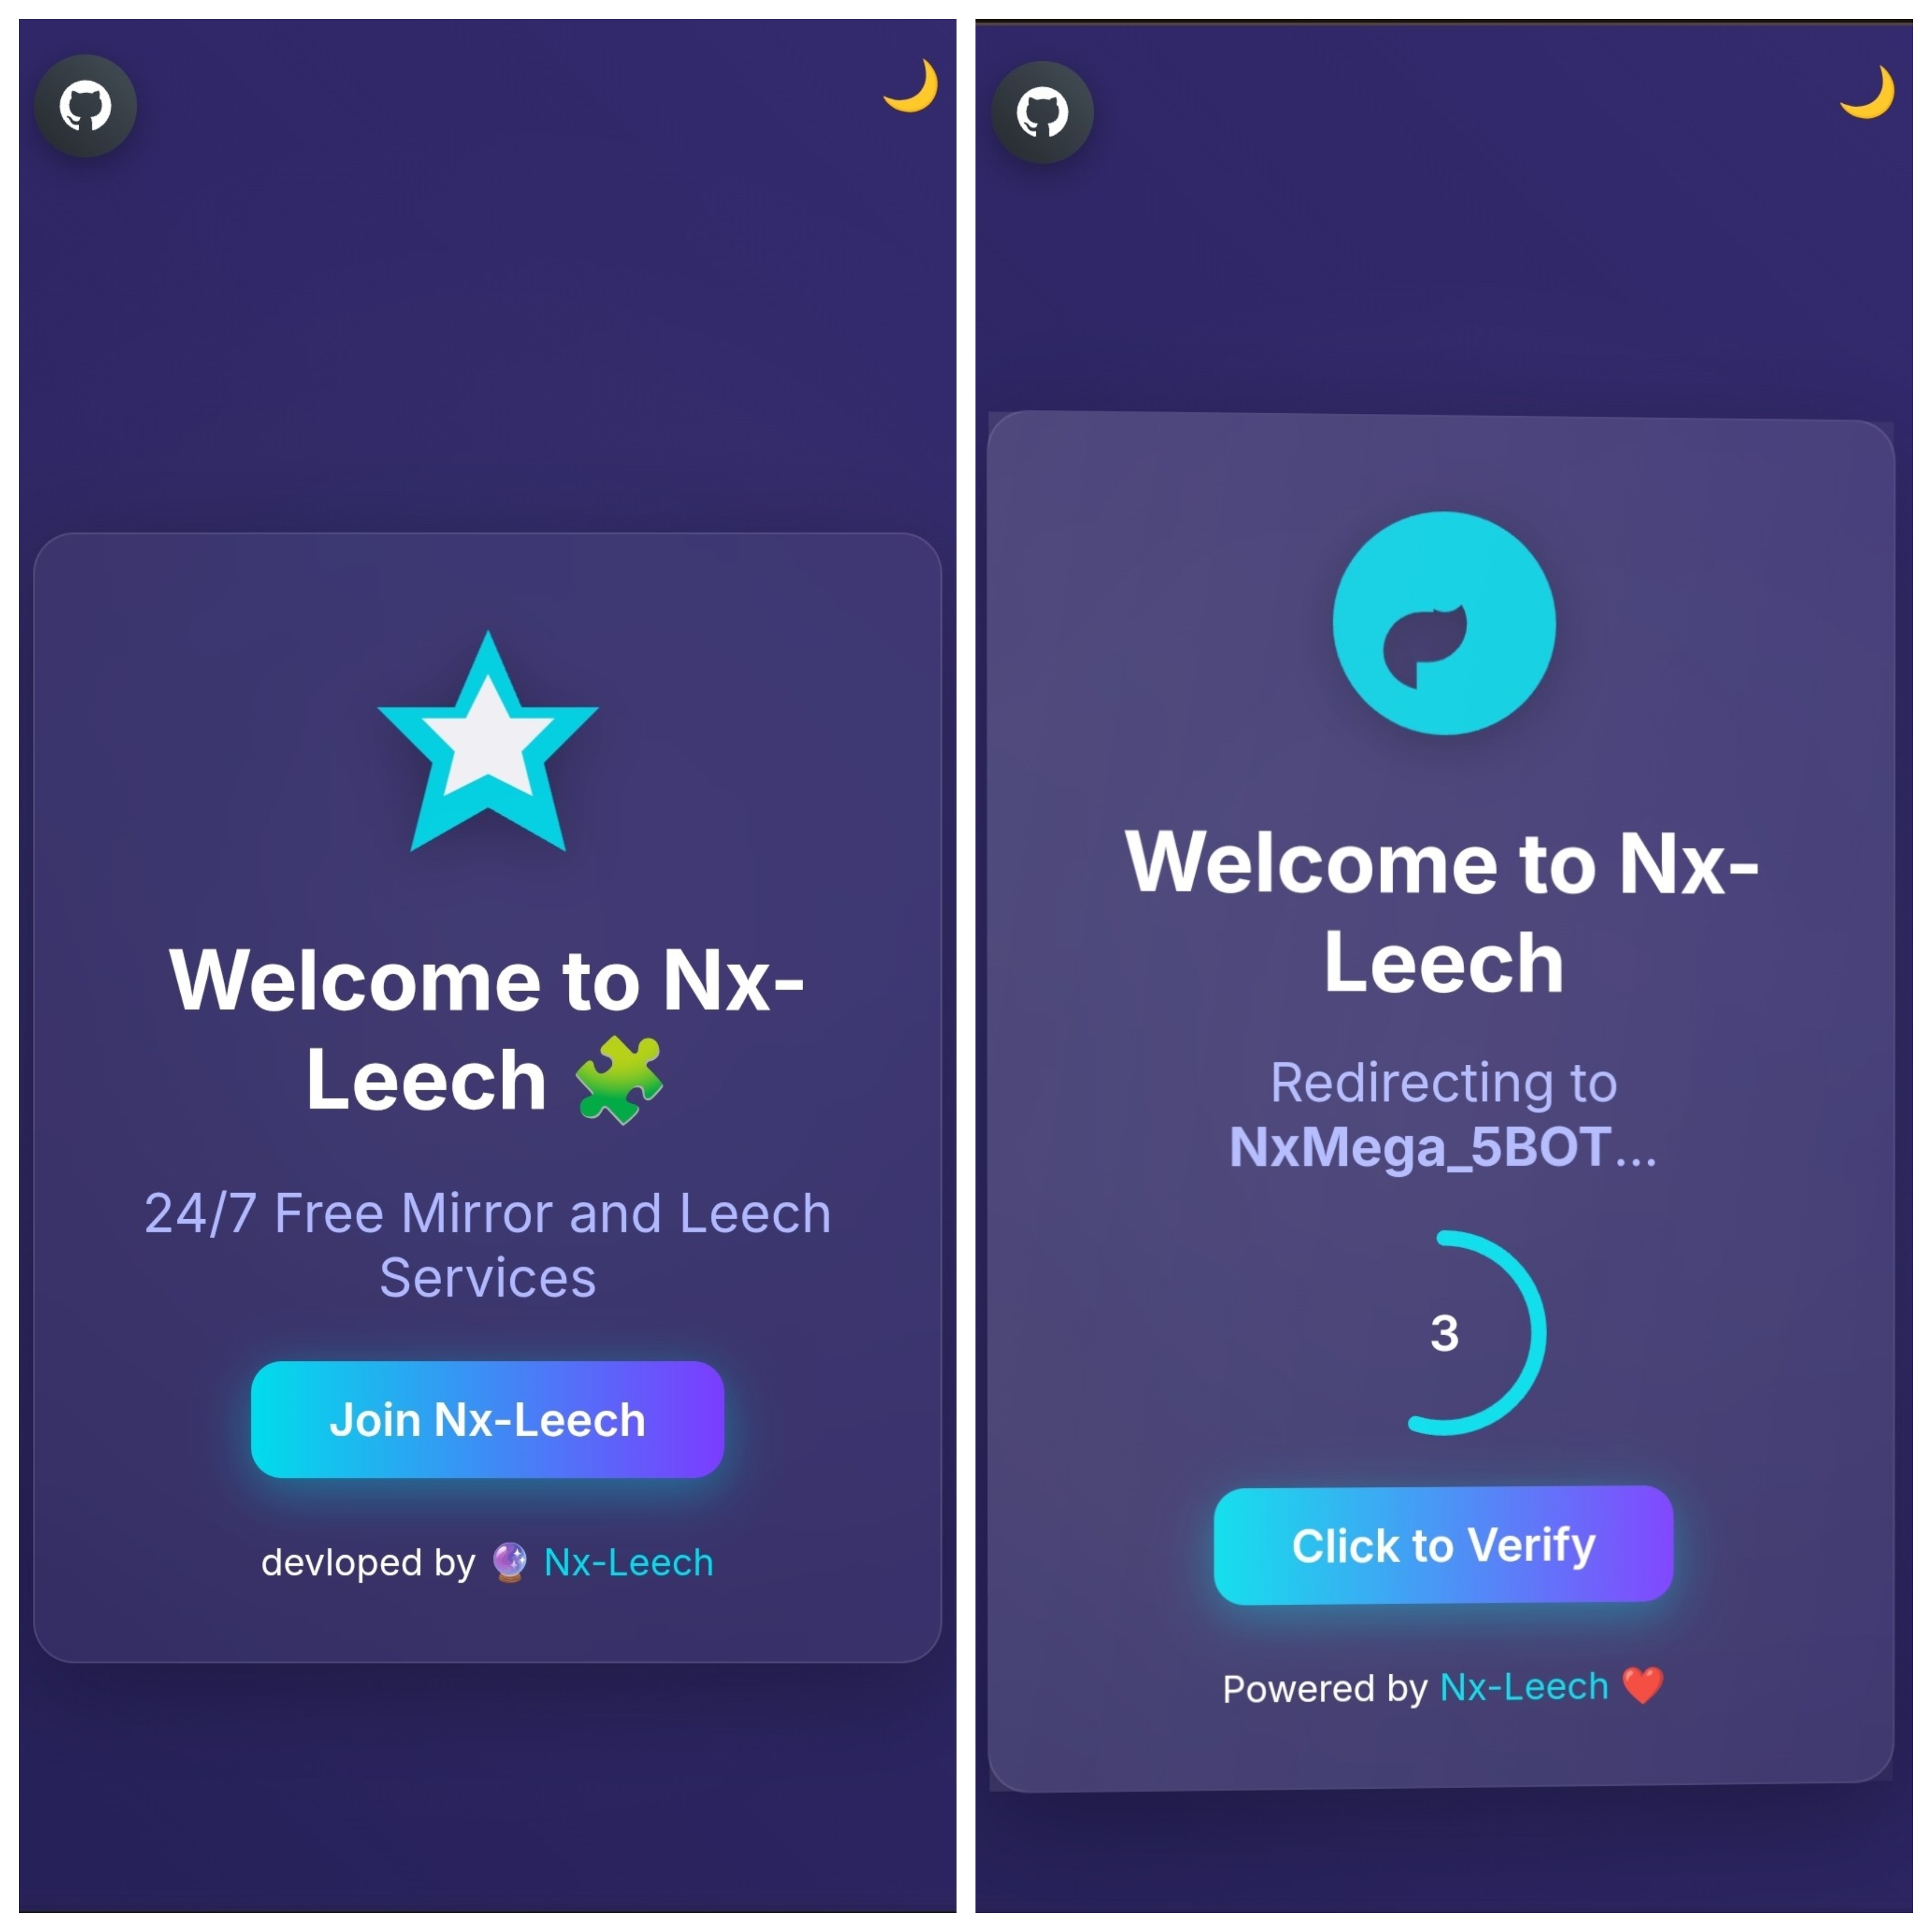 Welcome to Nx-
Leech 🧩
24/7 Free Mirror and Leech
Services
Join Nx-Leech
devloped by 🔮 Nx-Leech
Welcome to Nx-
Leech
Redirecting to
NxMega_5BOT...
3
Click to Verify
Powered by Nx-Leech ❤️